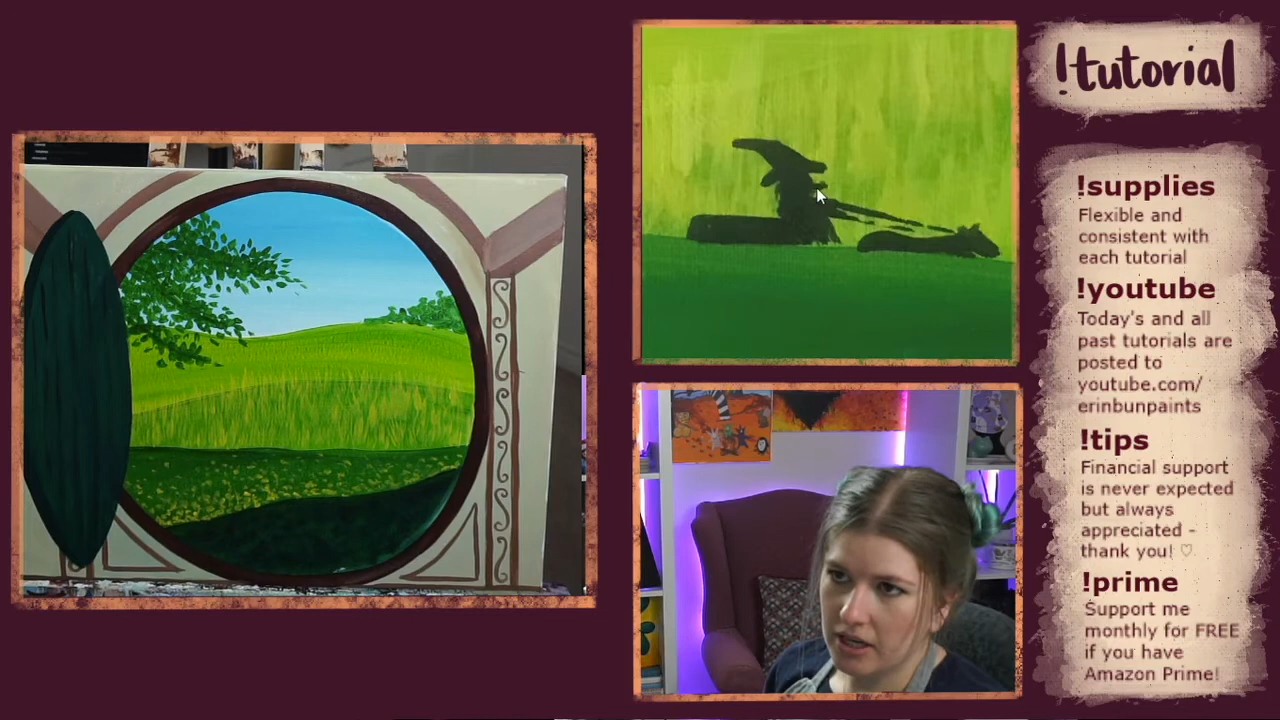 !tutorial
!supplies
Flexible and
consistent with
each tutorial
!youtube
Today's and all
past tutorials are
posted to
youtube.com/
erinbunpaints
!tips
Financial support
is never expected
but always
appreciated -
thank you! ♡
!prime
Support me
monthly for FREE
if you have
Amazon Prime!